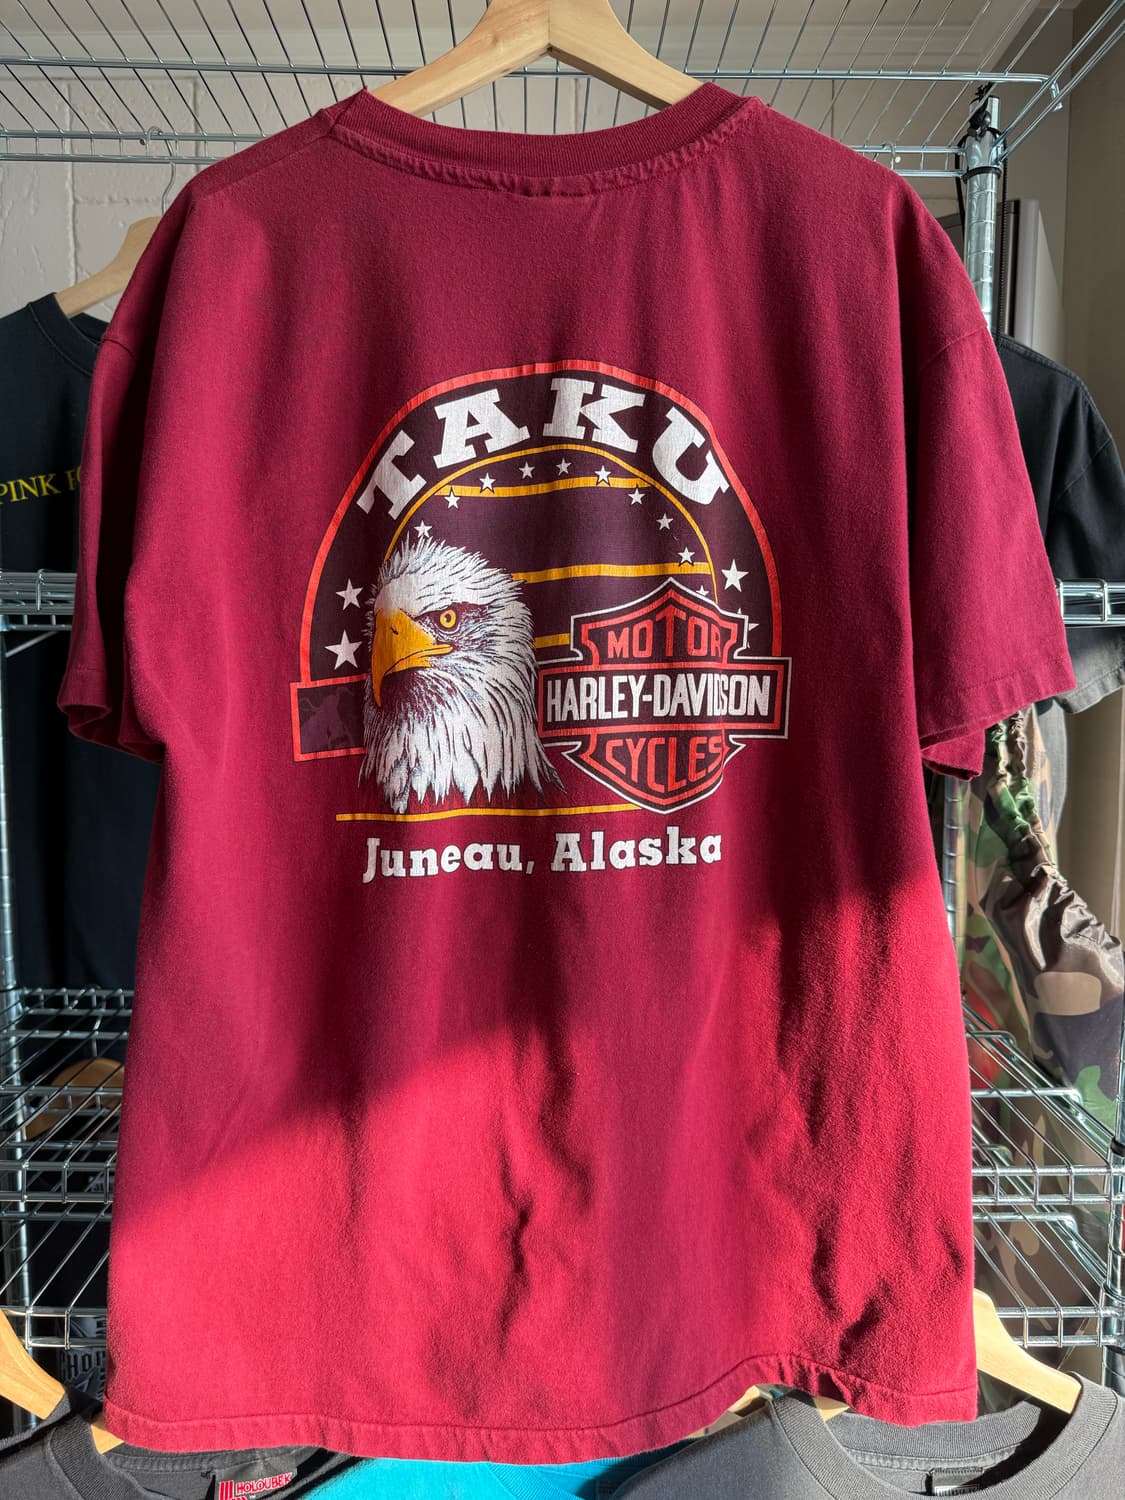 TAKU
MOTOR
HARLEY-DAVIDSON
CYCLES
Juneau, Alaska
PINK
HOLOUBEK